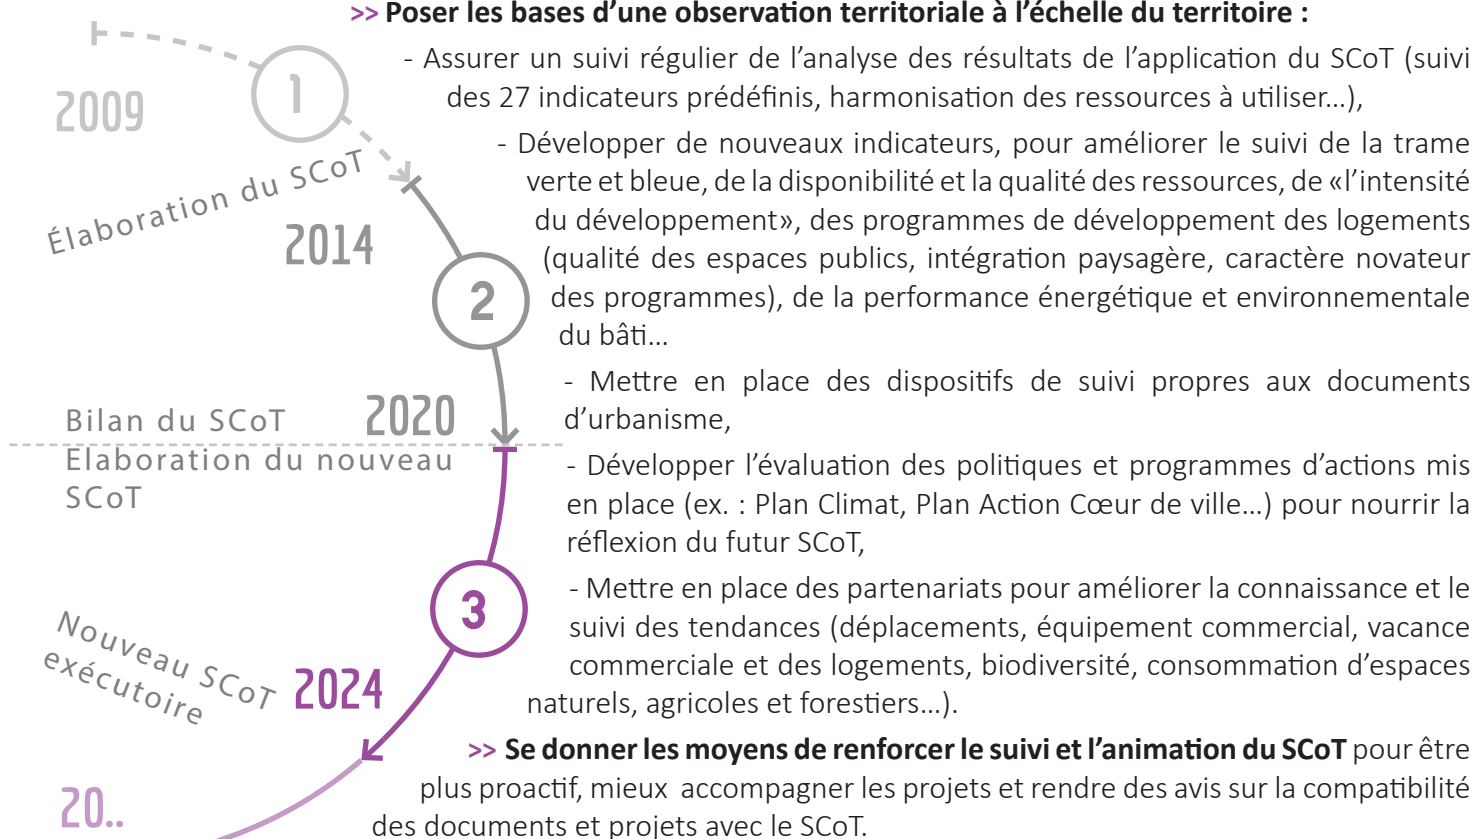 >> Poser les bases d’une observation territoriale à l’échelle du territoire :
- Assurer un suivi régulier de l’analyse des résultats de l’application du SCoT (suivi
des 27 indicateurs prédéfinis, harmonisation des ressources à utiliser...),
- Développer de nouveaux indicateurs, pour améliorer le suivi de la trame
verte et bleue, de la disponibilité et la qualité des ressources, de «l’intensité
du développement», des programmes de développement des logements
(qualité des espaces publics, intégration paysagère, caractère novateur
des programmes), de la performance énergétique et environnementale
du bâti...
- Mettre en place des dispositifs de suivi propres aux documents
d’urbanisme,
- Développer l’évaluation des politiques et programmes d’actions mis
en place (ex. : Plan Climat, Plan Action Cœur de ville...) pour nourrir la
réflexion du futur SCoT,
- Mettre en place des partenariats pour améliorer la connaissance et le
suivi des tendances (déplacements, équipement commercial, vacance
commerciale et des logements, biodiversité, consommation d’espaces
naturels, agricoles et forestiers...).
>> Se donner les moyens de renforcer le suivi et l’animation du SCoT pour être
plus proactif, mieux accompagner les projets et rendre des avis sur la compatibilité
des documents et projets avec le SCoT.
1
2009
Élaboration du SCoT
2014
2
Bilan du SCoT
2020
Elaboration du nouveau
SCoT
3
Nouveau SCoT
exécutoire
2024
20..